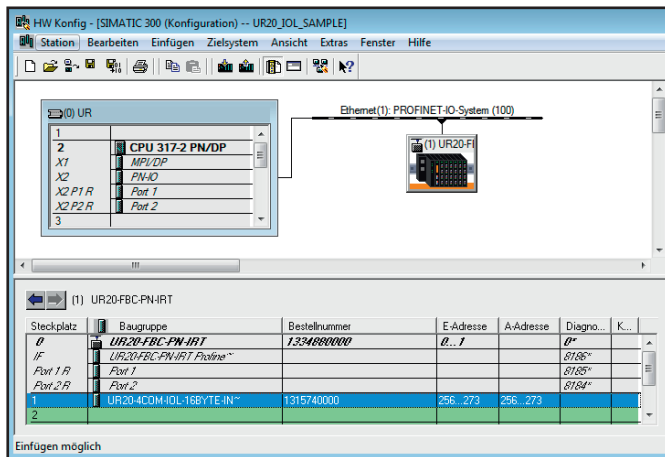 HW Konfig - [SIMATIC 300 (Konfiguration) -- UR20_IOL_SAMPLE]
Station Bearbeiten Einfügen Zielsystem Ansicht Extras Fenster Hilfe
(0) UR
1
2 CPU 317-2 PN/DP
X1 MPI/DP
X2 PN-IO
X2 P1 R Port 1
X2 P2 R Port 2
3
Ethernet(1): PROFINET-IO-System (100)
(1) UR20-FI
(1) UR20-FBC-PN-IRT
Steckplatz Baugruppe Bestellnummer E-Adresse A-Adresse Diagno... K...
0 UR20-FBC-PN-IRT 1334880000 0...1 0*
IF UR20-FBC-PN-IRT Profine~ 8186*
Port 1 R Port 1 8185*
Port 2 R Port 2 8184*
1 UR20-4COM-IOL-16BYTE-IN~ 1315740000 256...273 256...273
2
Einfügen möglich